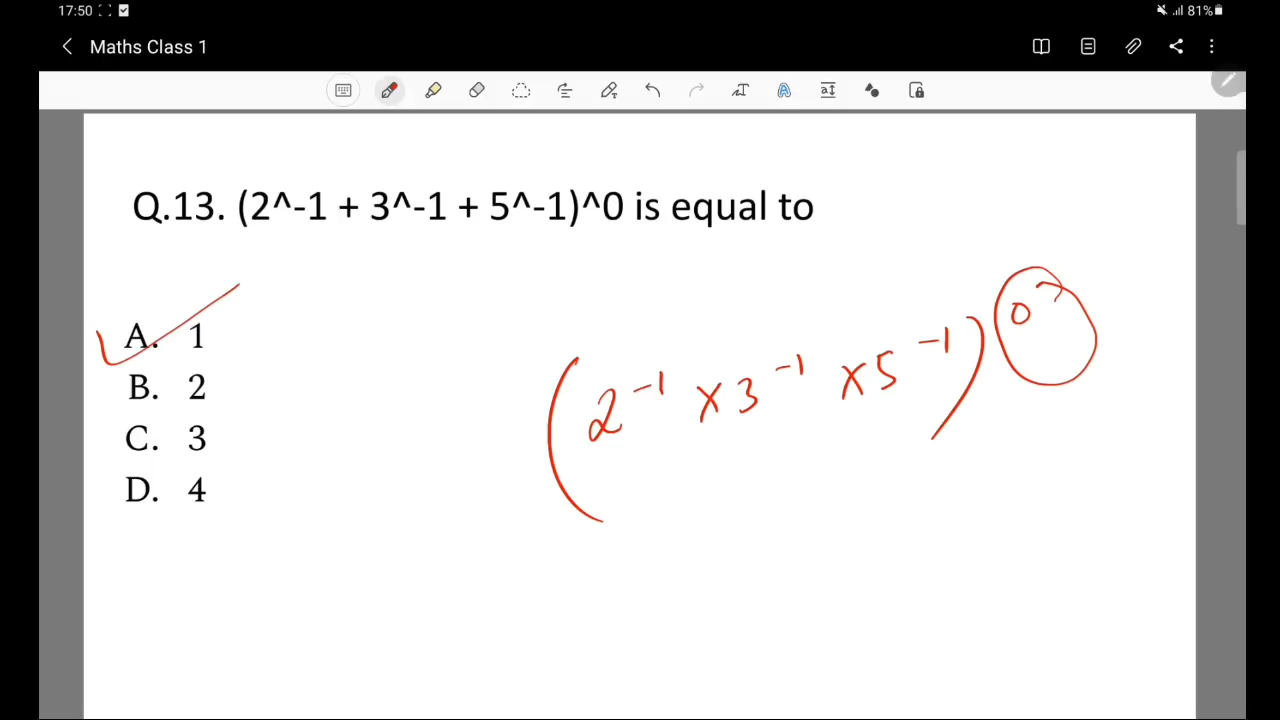 17:50 81%
Maths Class 1
Q.13. (2^-1 + 3^-1 + 5^-1)^0 is equal to
A. 1
B. 2
C. 3
D. 4
(2⁻¹ × 3⁻¹ × 5⁻¹)⁰